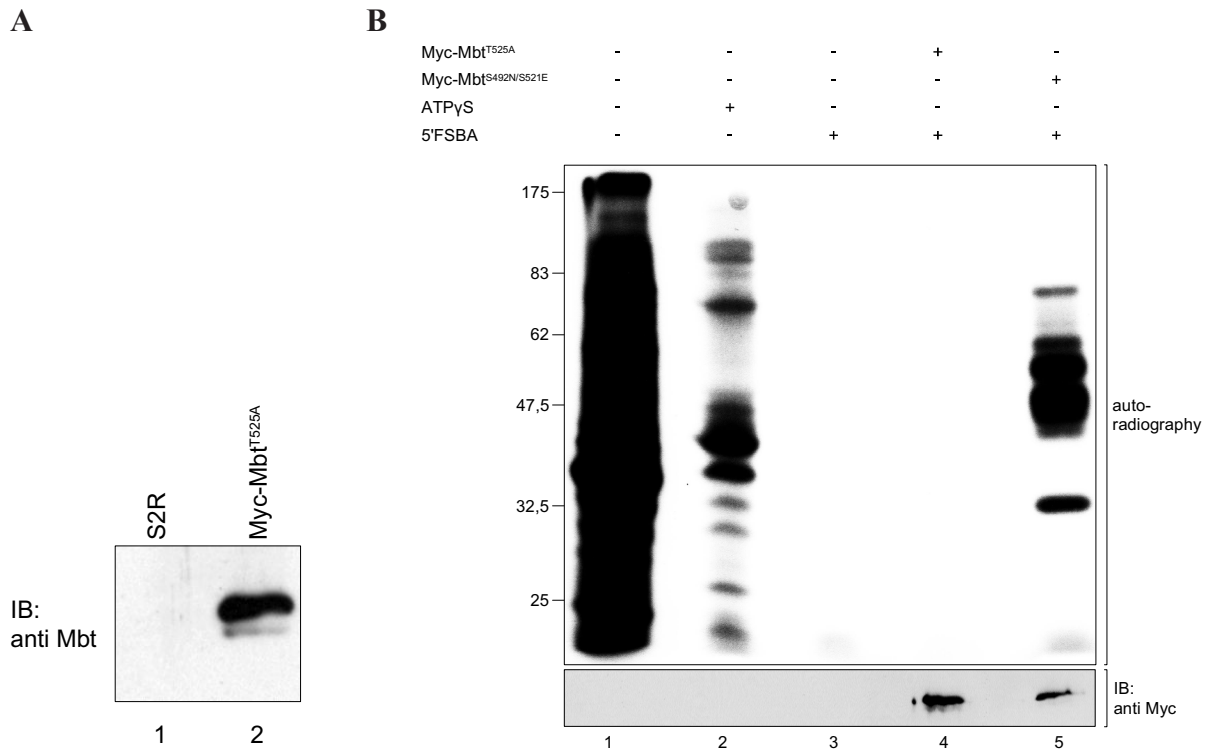 A
S2R
Myc-Mbt^T525A
IB:
anti Mbt
1 2
B
Myc-Mbt^T525A - - - + -
Myc-Mbt^S492N/S521E - - - - +
ATPγS - + - - -
5'FSBA - - + + +
175
83
62
47,5
32,5
25
auto-
radiography
IB:
anti Myc
1 2 3 4 5